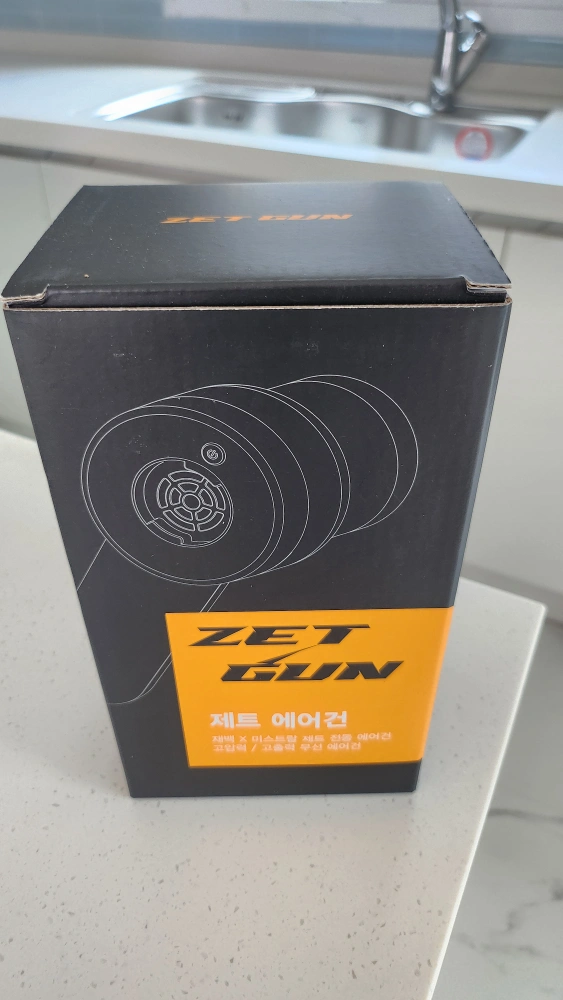 ZET GUN
ZET
GUN
제트 에어건
재백 X 미스트랄 제트 전용 에어건
고압력 / 고출력 무선 에어건